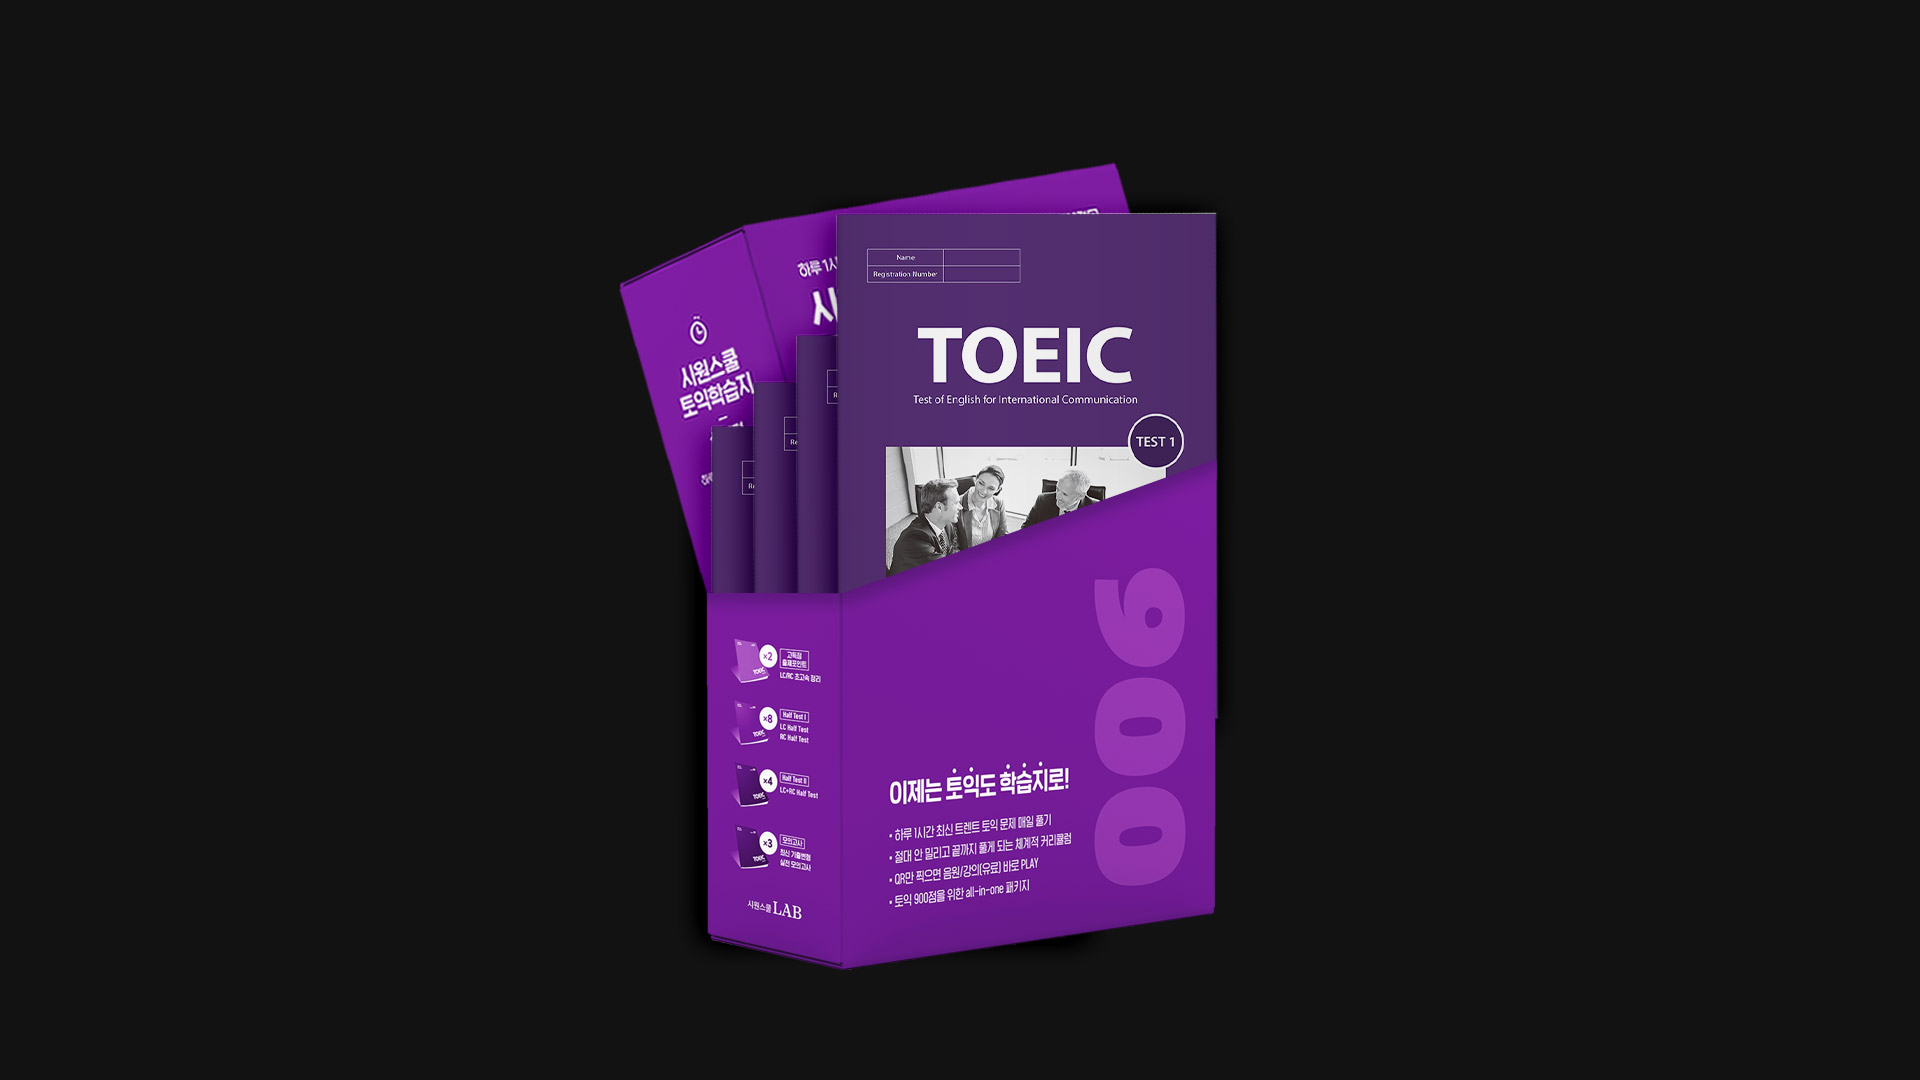 하루 1시
시
시원스쿨
토익학습지
Name
Registration Number
TOEIC
Test of English for International Communication
TEST 1
900
이제는 토익도 학습지로!
• 하루 1시간 최신 트렌드 토익 문제 매일 풀기
• 절대 안 밀리고 끝까지 풀게 되는 체계적 커리큘럼
• QR만 찍으면 음원/강의(유료) 바로 PLAY
• 토익 900점을 위한 all-in-one 패키지
×2
고득점
출제포인트
LC/RC 초고속 정리
TOEIC
×8
Half Test I
LC Half Test
RC Half Test
TOEIC
×4
Half Test II
LC+RC Half Test
TOEIC
×3
모의고사
최신 기출변형
실전 모의고사
TOEIC
시원스쿨 LAB